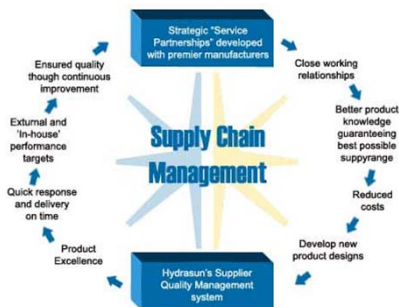 Strategic "Service
Partnerships" developed
with premier manufacturers
Close working
relationships
Better product
knowledge
guaranteeing
best possible
suppyrange
Reduced
costs
Develop new
product designs
Hydrasun's Supplier
Quality Management
system
Product
Excellence
Quick response
and delivery
on time
External and
'In-house'
performance
targets
Ensured quality
though continuous
improvement
Supply Chain
Management